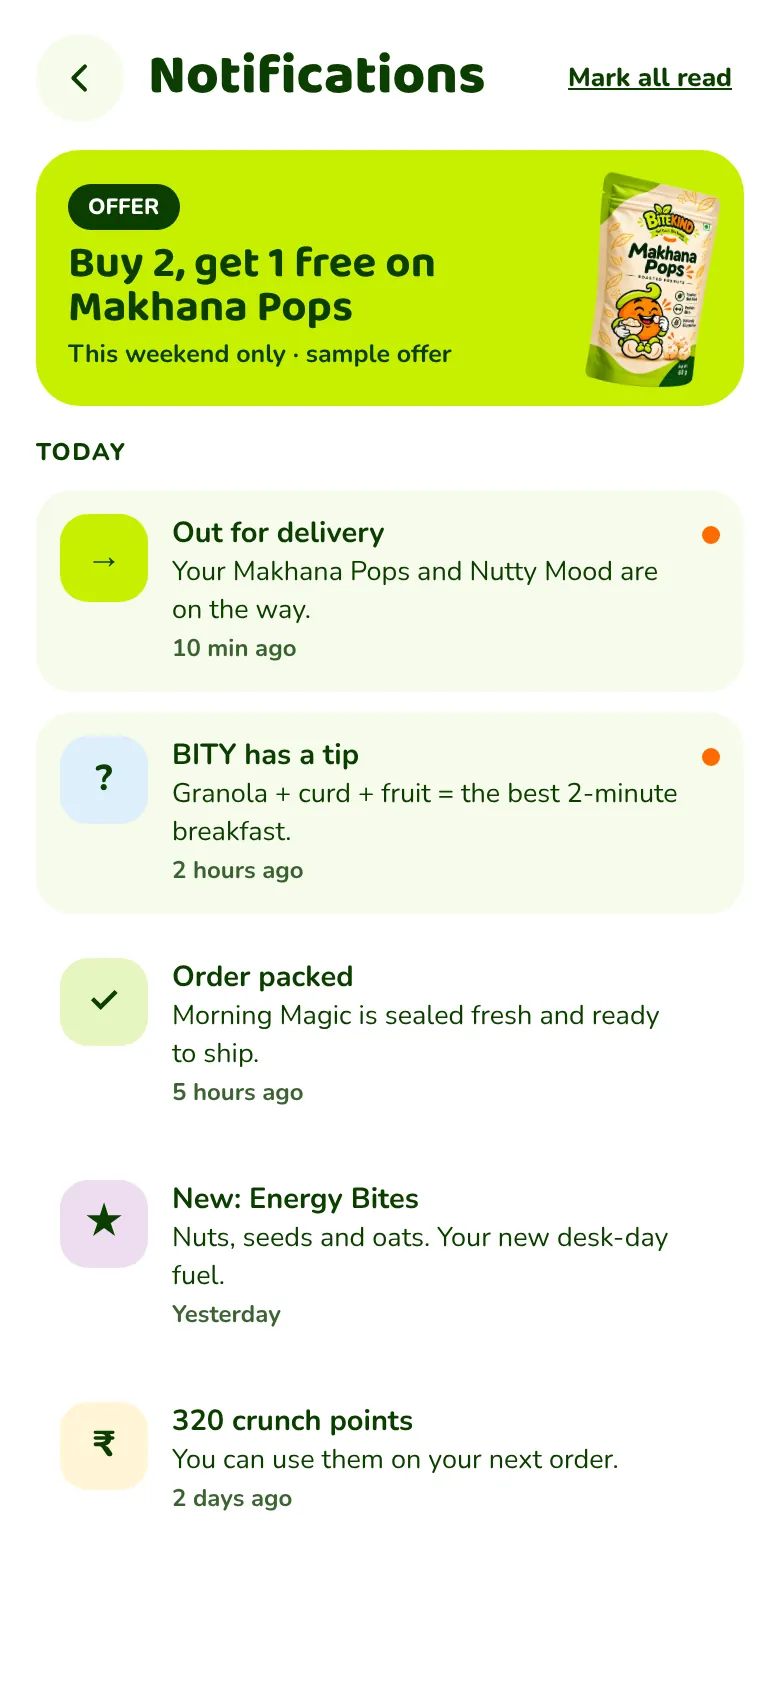 Notifications
Mark all read
OFFER
Buy 2, get 1 free on
Makhana Pops
This weekend only · sample offer
BITEKIND
Makhana
Pops
TODAY
→
Out for delivery
Your Makhana Pops and Nutty Mood are
on the way.
10 min ago
?
BITY has a tip
Granola + curd + fruit = the best 2-minute
breakfast.
2 hours ago
Order packed
Morning Magic is sealed fresh and ready
to ship.
5 hours ago
New: Energy Bites
Nuts, seeds and oats. Your new desk-day
fuel.
Yesterday
₹
320 crunch points
You can use them on your next order.
2 days ago